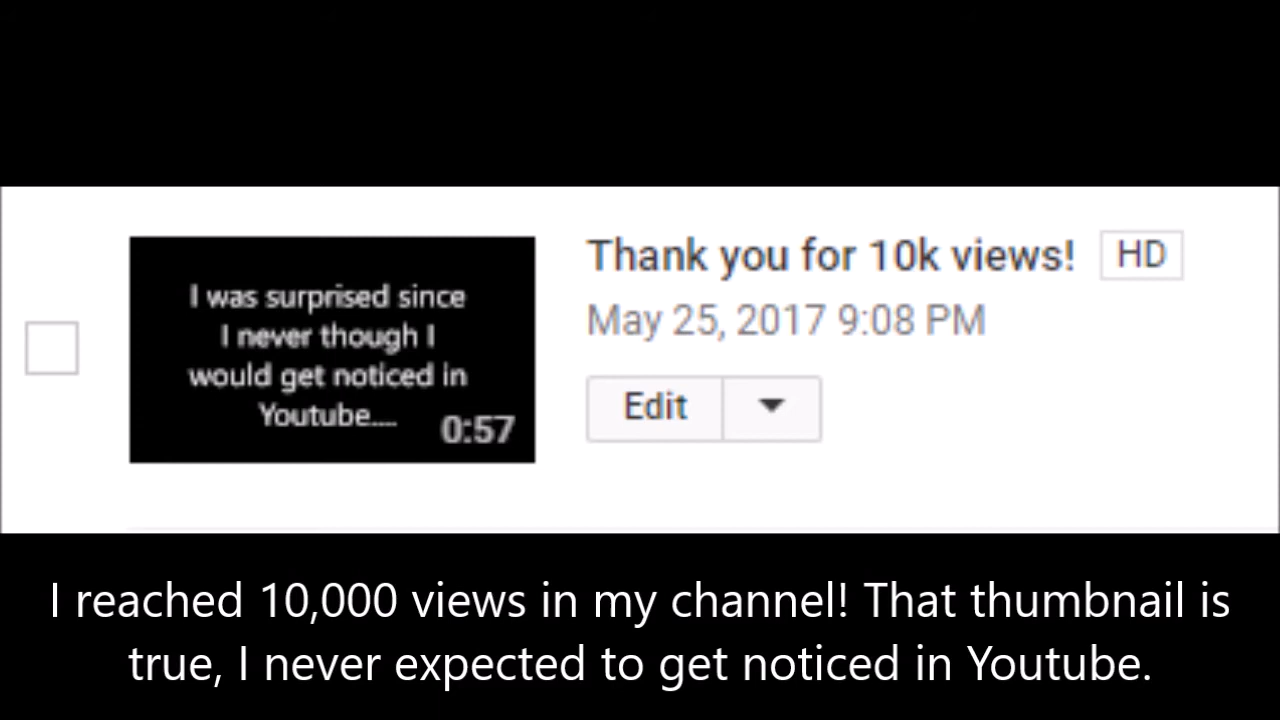 Thank you for 10k views! HD
May 25, 2017 9:08 PM
Edit
I was surprised since
I never though I
would get noticed in
Youtube....
0:57
I reached 10,000 views in my channel! That thumbnail is
true, I never expected to get noticed in Youtube.